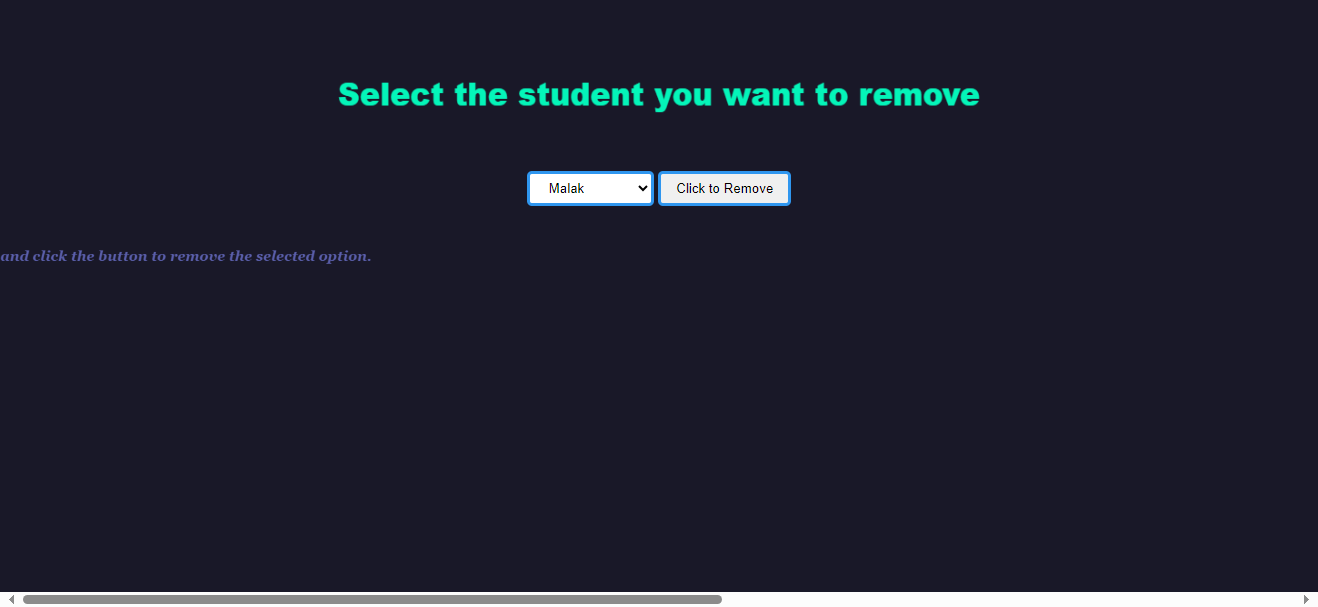 Select the student you want to remove
Malak
Click to Remove
and click the button to remove the selected option.